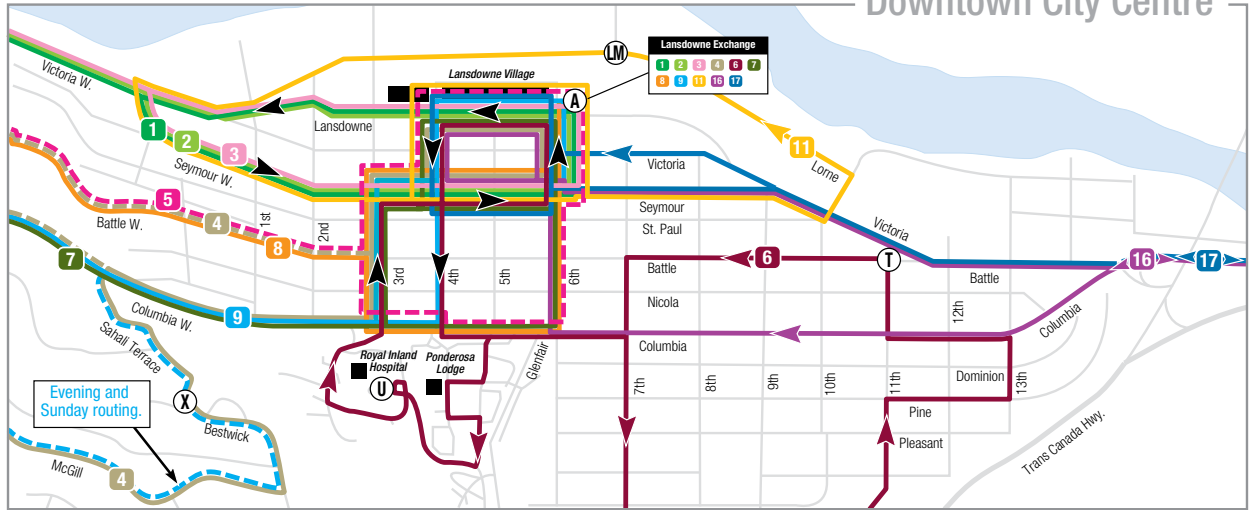 Downtown City Centre
Victoria W.
LM
Lansdowne Exchange
1 2 3 4 6 7
8 9 11 16 17
Lansdowne Village
A
1
2
3
Lansdowne
11
Lorne
Seymour W.
Victoria
5
4
8
Battle W.
1st
2nd
Seymour
St. Paul
Victoria
7
9
Columbia W.
3rd
4th
5th
6th
Battle
6
T
Battle
16
17
Nicola
12th
Columbia
Sahali Terrace
Royal Inland
Hospital
U
Ponderosa
Lodge
Glenfair
Columbia
7th
8th
9th
10th
11th
Dominion
13th
Evening and
Sunday routing.
X
Bestwick
Pine
Pleasant
McGill
4
Trans Canada Hwy.